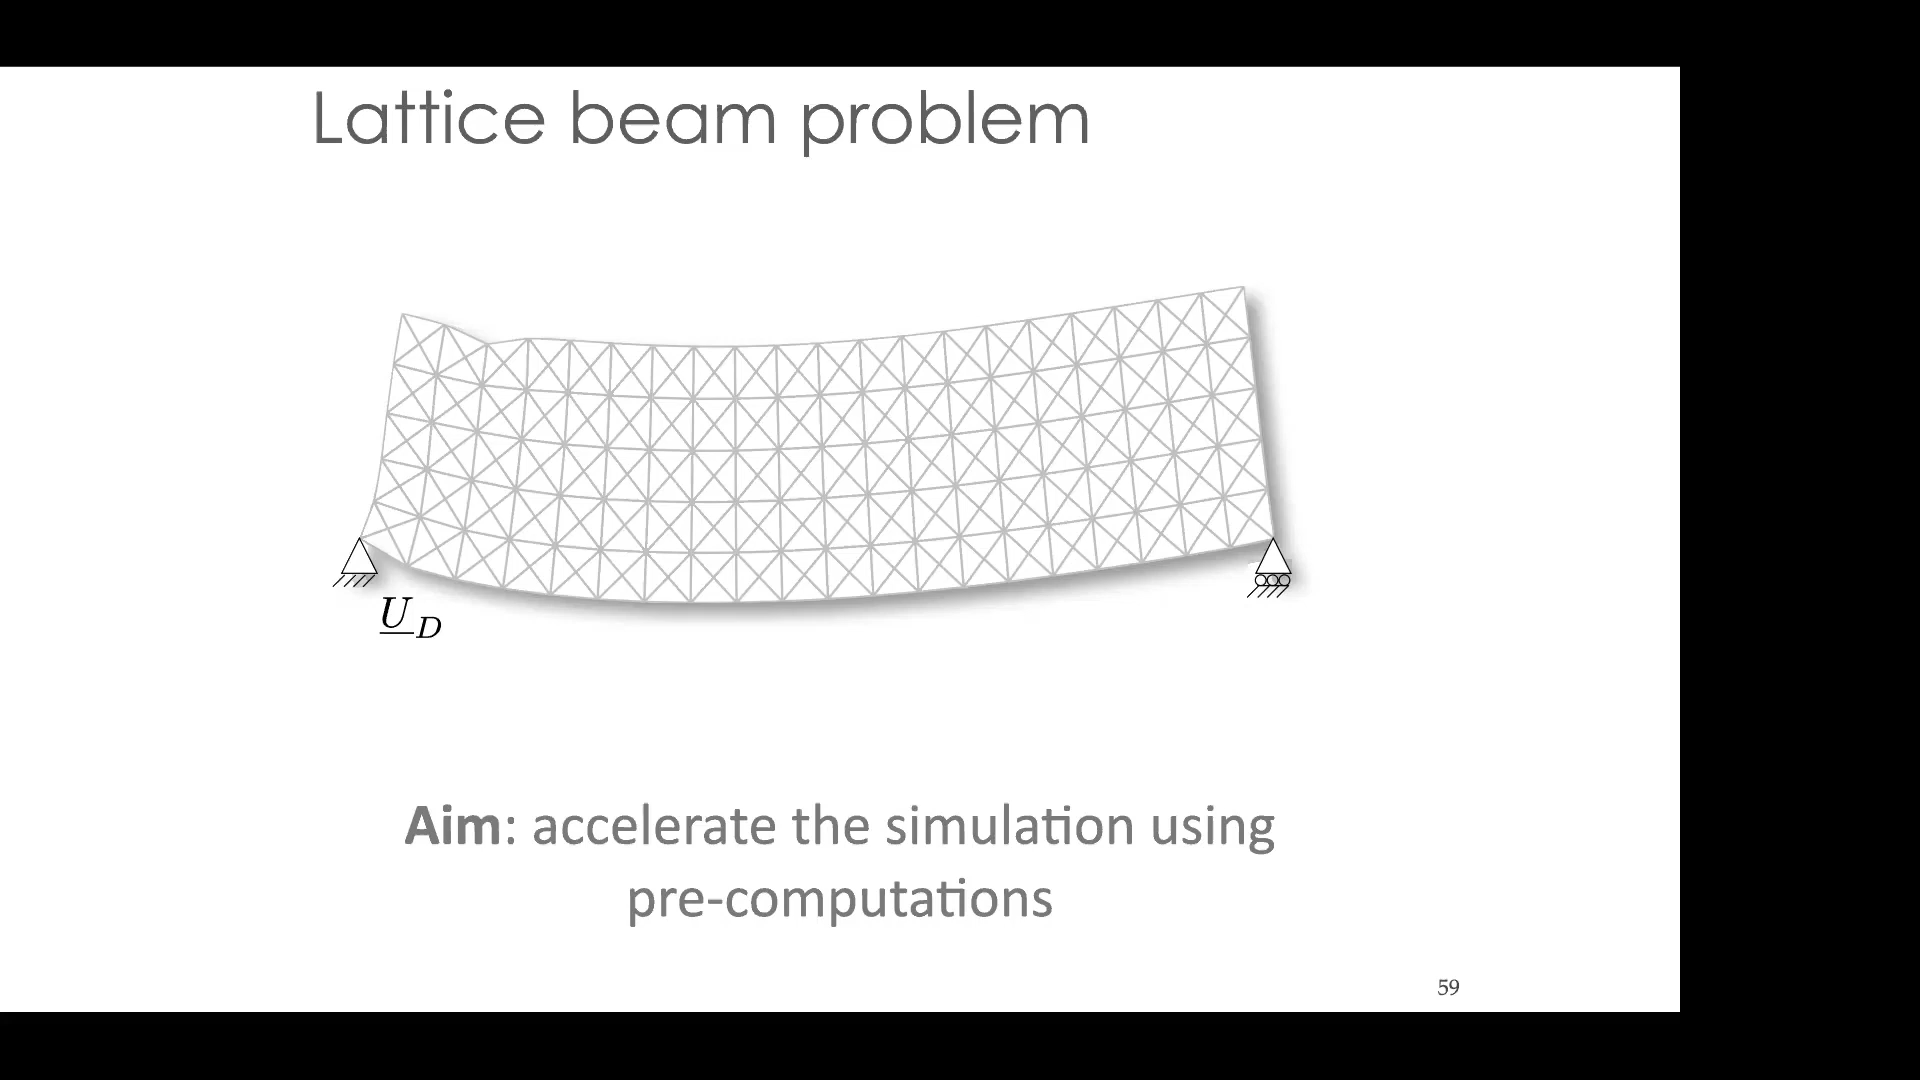 Lattice beam problem
U_D
Aim: accelerate the simulation using
pre-computations
59